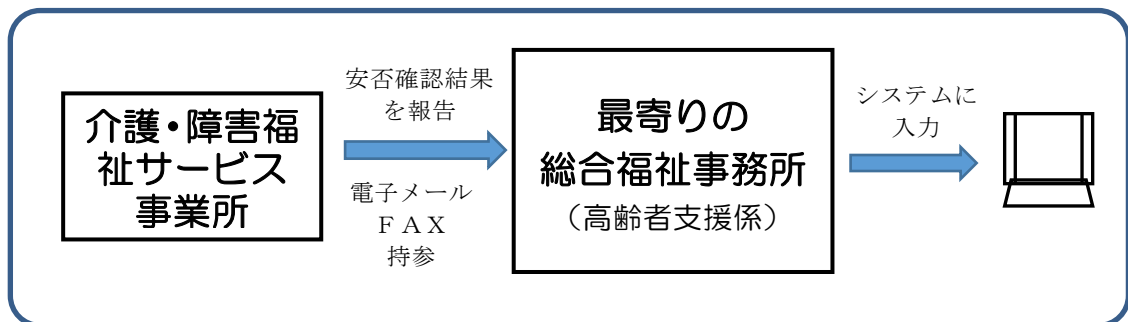 介護・障害福
祉サービス
事業所
安否確認結果
を報告
電子メール
ＦＡＸ
持参
最寄りの
総合福祉事務所
（高齢者支援係）
システムに
入力